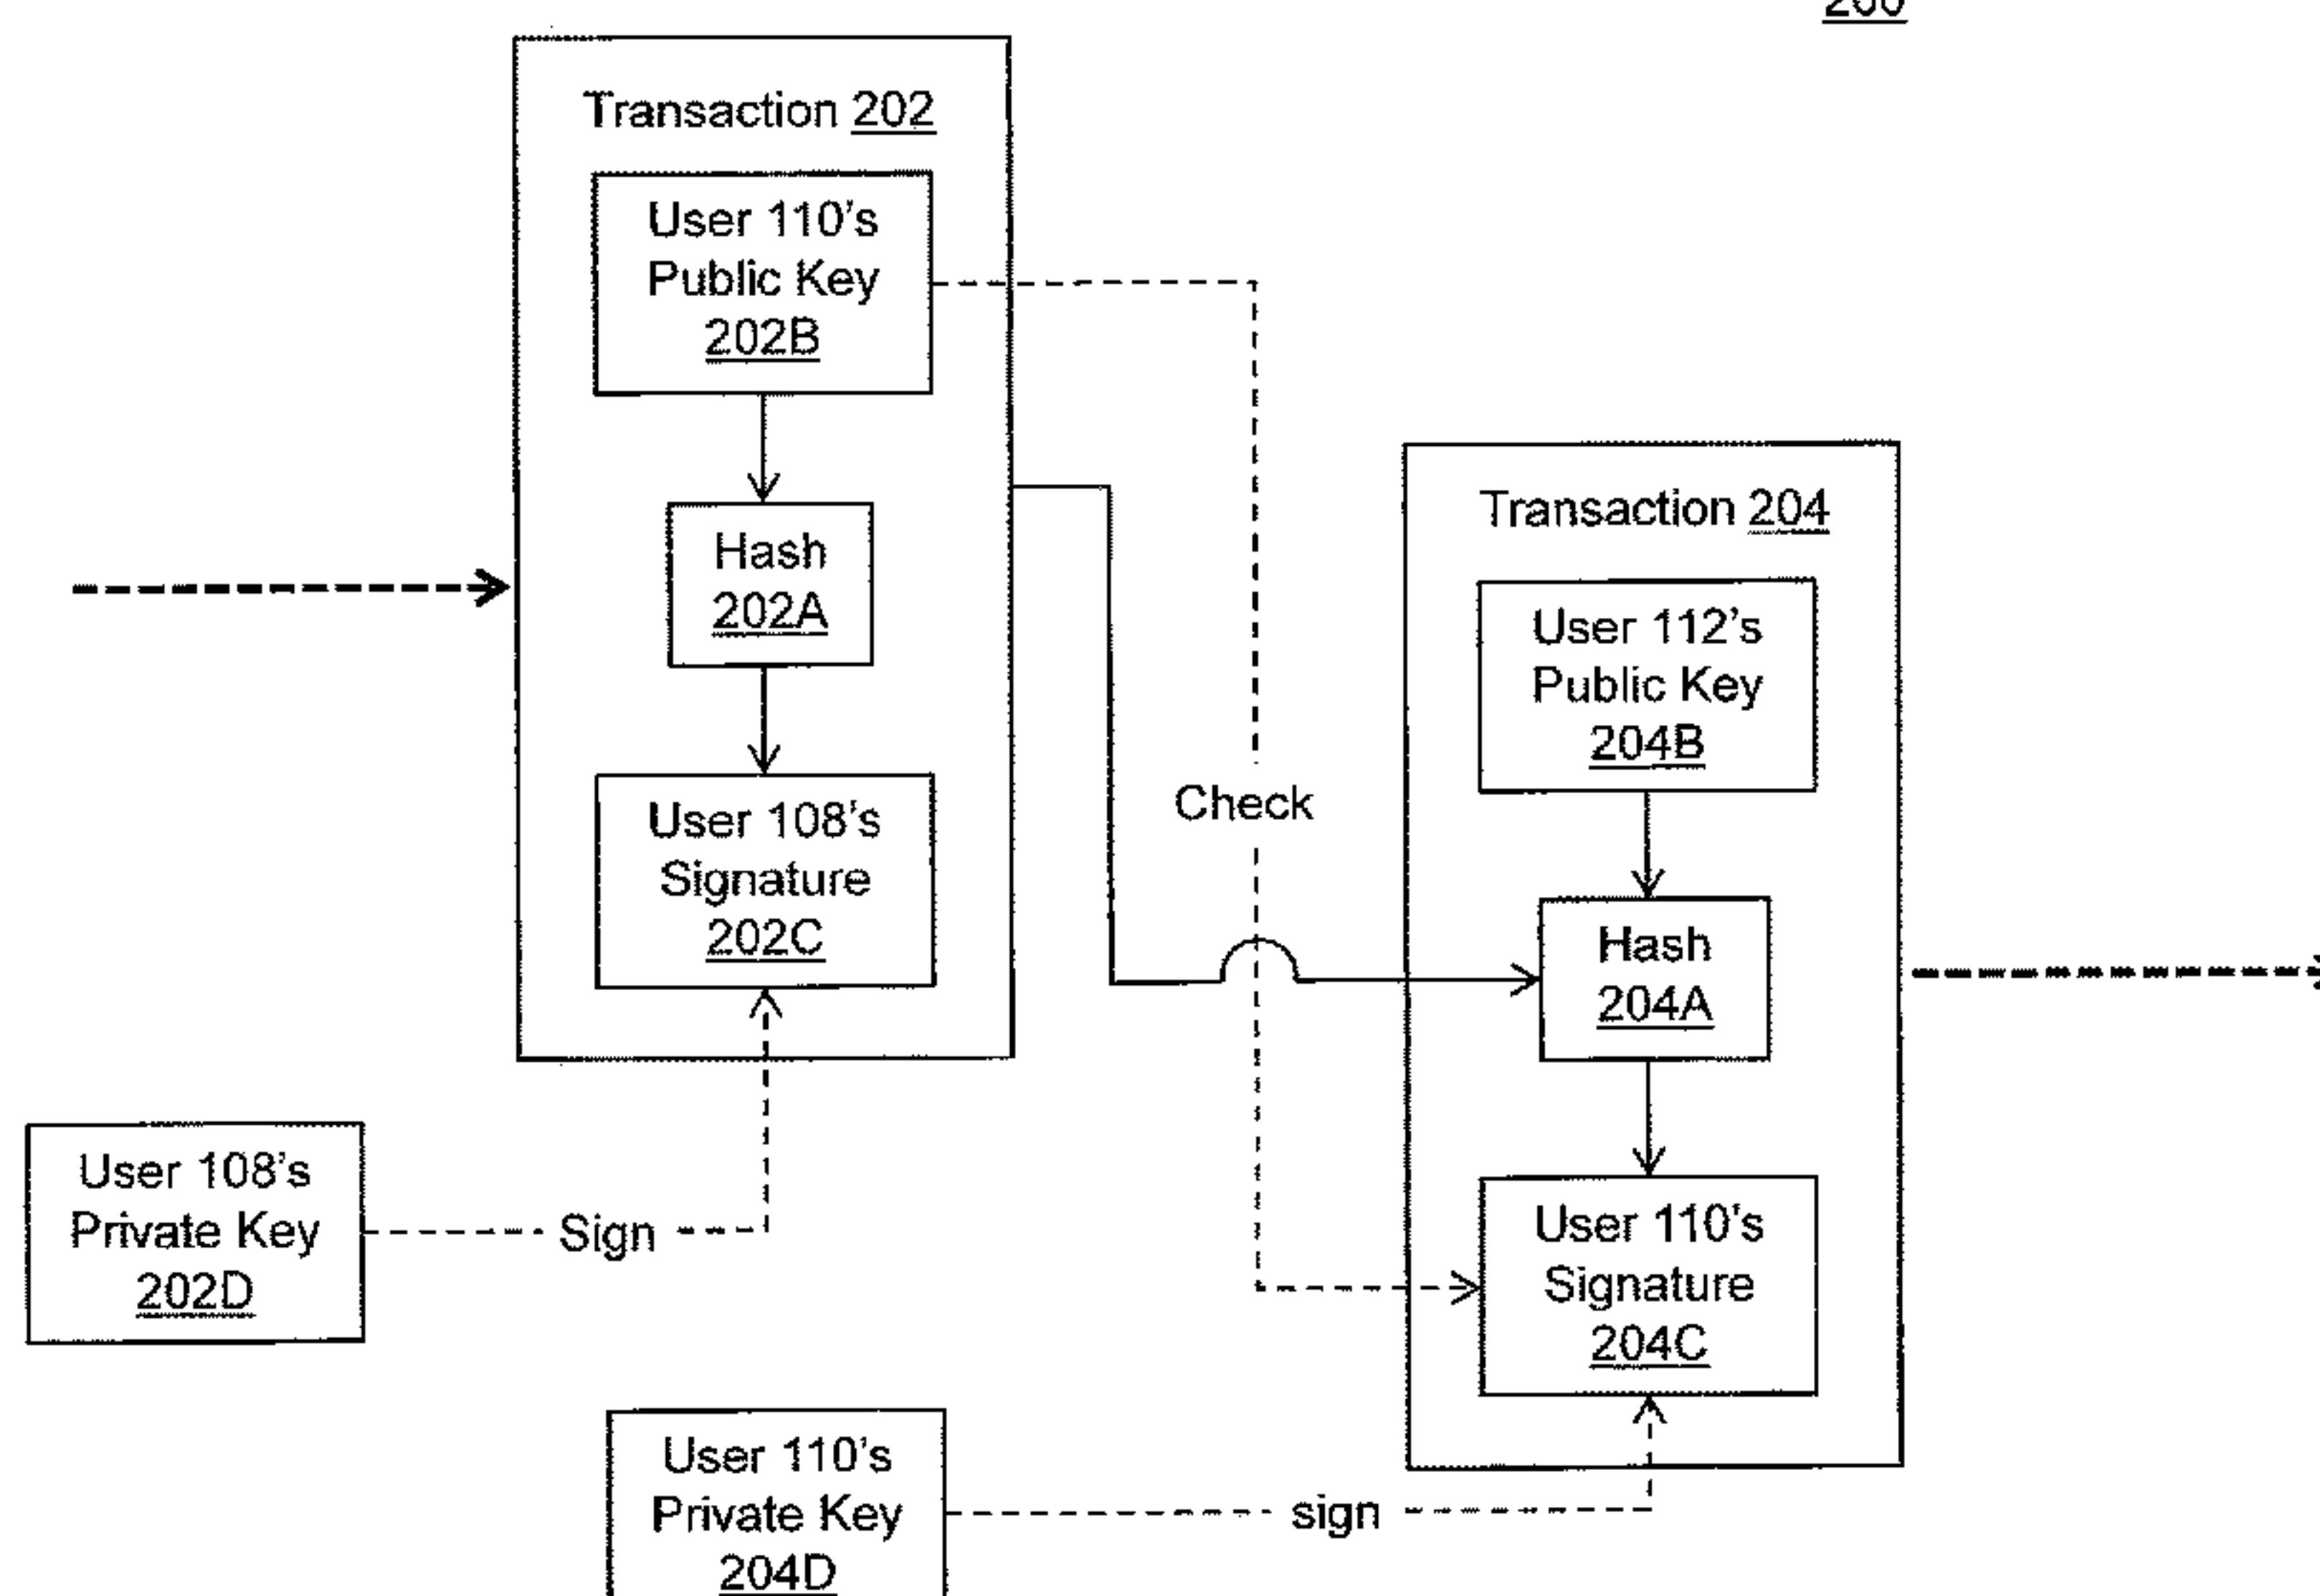 Transaction 202
User 110's
Public Key
202B
Hash
202A
User 108's
Signature
202C
Check
Transaction 204
User 112's
Public Key
204B
Hash
204A
User 110's
Signature
204C
User 108's
Private Key
202D
Sign
User 110's
Private Key
204D
sign